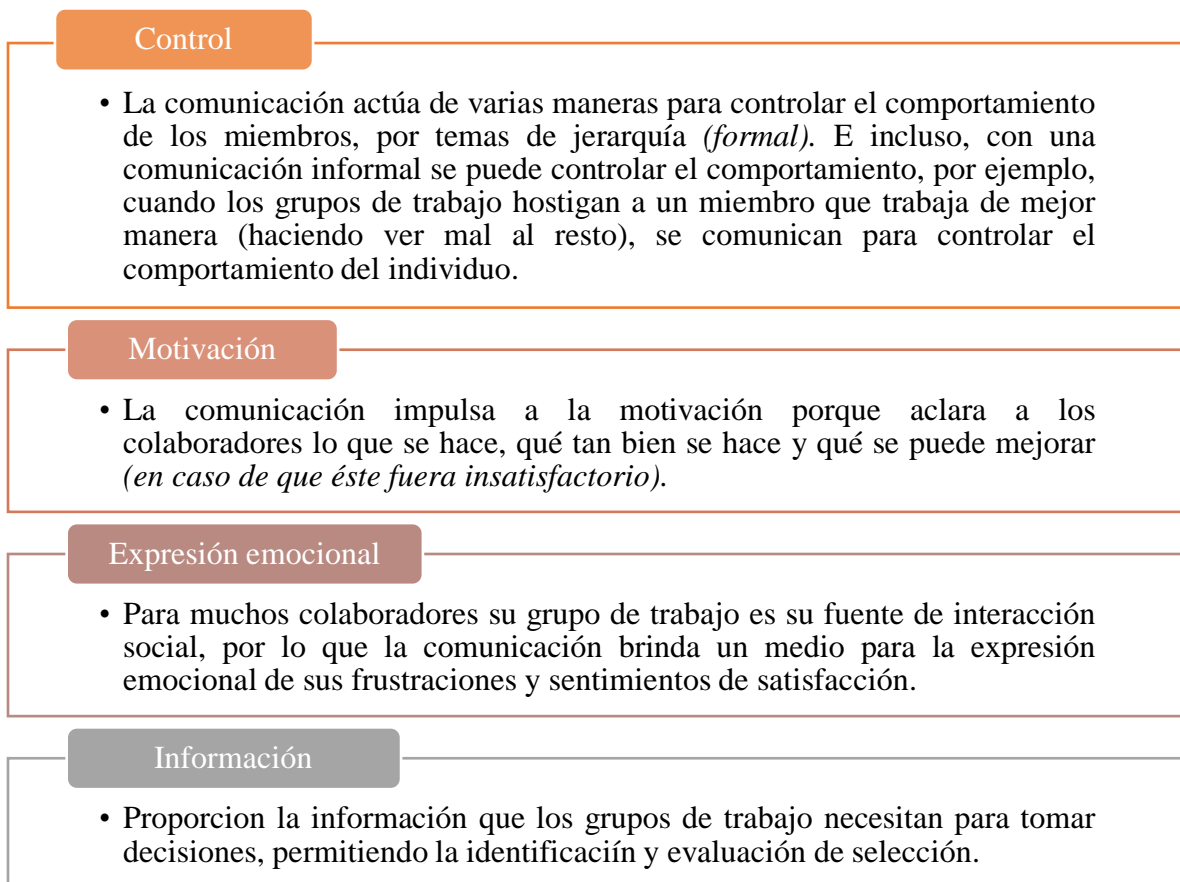 Control
• La comunicación actúa de varias maneras para controlar el comportamiento
de los miembros, por temas de jerarquía (formal). E incluso, con una
comunicación informal se puede controlar el comportamiento, por ejemplo,
cuando los grupos de trabajo hostigan a un miembro que trabaja de mejor
manera (haciendo ver mal al resto), se comunican para controlar el
comportamiento del individuo.
Motivación
• La comunicación impulsa a la motivación porque aclara a los
colaboradores lo que se hace, qué tan bien se hace y qué se puede mejorar
(en caso de que éste fuera insatisfactorio).
Expresión emocional
• Para muchos colaboradores su grupo de trabajo es su fuente de interacción
social, por lo que la comunicación brinda un medio para la expresión
emocional de sus frustraciones y sentimientos de satisfacción.
Información
• Proporcion la información que los grupos de trabajo necesitan para tomar
decisiones, permitiendo la identificaciín y evaluación de selección.